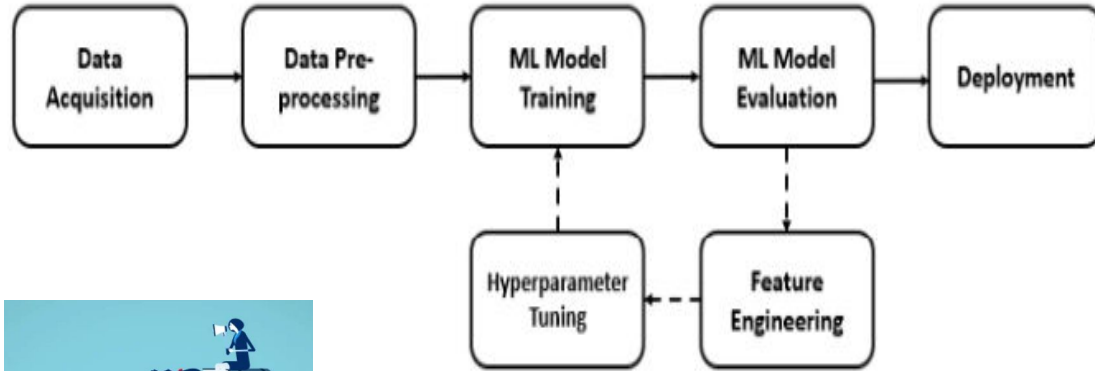 Data
Acquisition
Data Pre-
processing
ML Model
Training
ML Model
Evaluation
Deployment
Hyperparameter
Tuning
Feature
Engineering